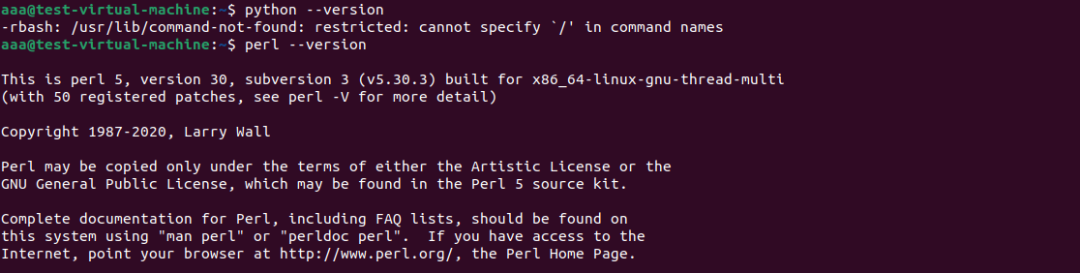 aaa@test-virtual-machine:~$ python --version
-rbash: /usr/lib/command-not-found: restricted: cannot specify `/' in command names
aaa@test-virtual-machine:~$ perl --version
This is perl 5, version 30, subversion 3 (v5.30.3) built for x86_64-linux-gnu-thread-multi
(with 50 registered patches, see perl -V for more detail)
Copyright 1987-2020, Larry Wall
Perl may be copied only under the terms of either the Artistic License or the
GNU General Public License, which may be found in the Perl 5 source kit.
Complete documentation for Perl, including FAQ lists, should be found on
this system using "man perl" or "perldoc perl".  If you have access to the
Internet, point your browser at http://www.perl.org/, the Perl Home Page.